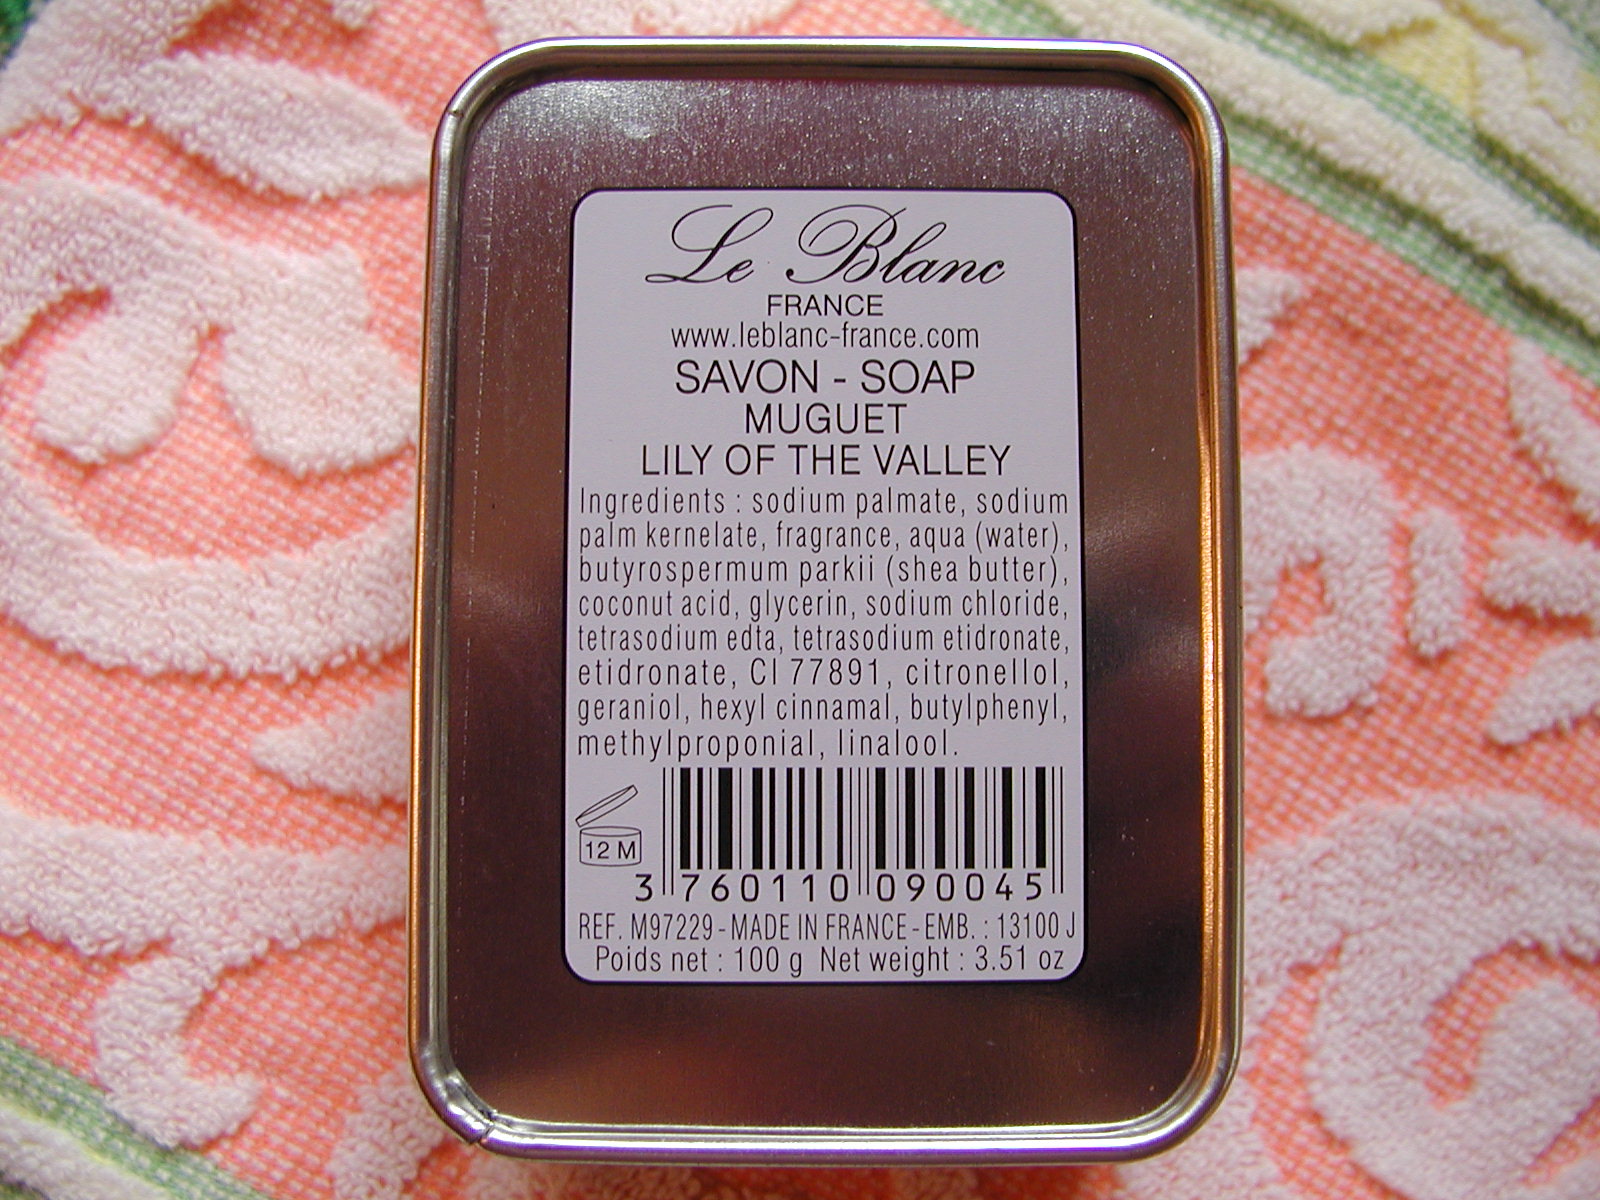 Le Blanc
FRANCE
www.leblanc-france.com
SAVON - SOAP
MUGUET
LILY OF THE VALLEY
Ingredients : sodium palmate, sodium
palm kernelate, fragrance, aqua (water),
butyrospermum parkii (shea butter),
coconut acid, glycerin, sodium chloride,
tetrasodium edta, tetrasodium etidronate,
etidronate, CI 77891, citronellol,
geraniol, hexyl cinnamal, butylphenyl,
methylproponial, linalool.
12 M
3 760110 090045
REF. M97229 - MADE IN FRANCE - EMB. : 13100 J
Poids net : 100 g Net weight : 3.51 oz